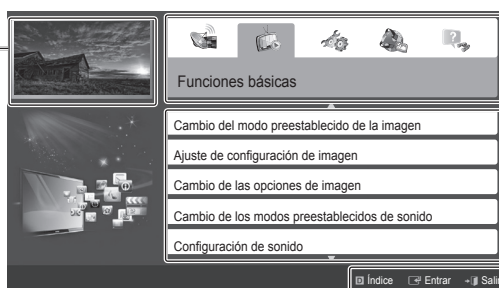 Funciones básicas
Cambio del modo preestablecido de la imagen
Ajuste de configuración de imagen
Cambio de las opciones de imagen
Cambio de los modos preestablecidos de sonido
Configuración de sonido
D Índice Entrar Salir